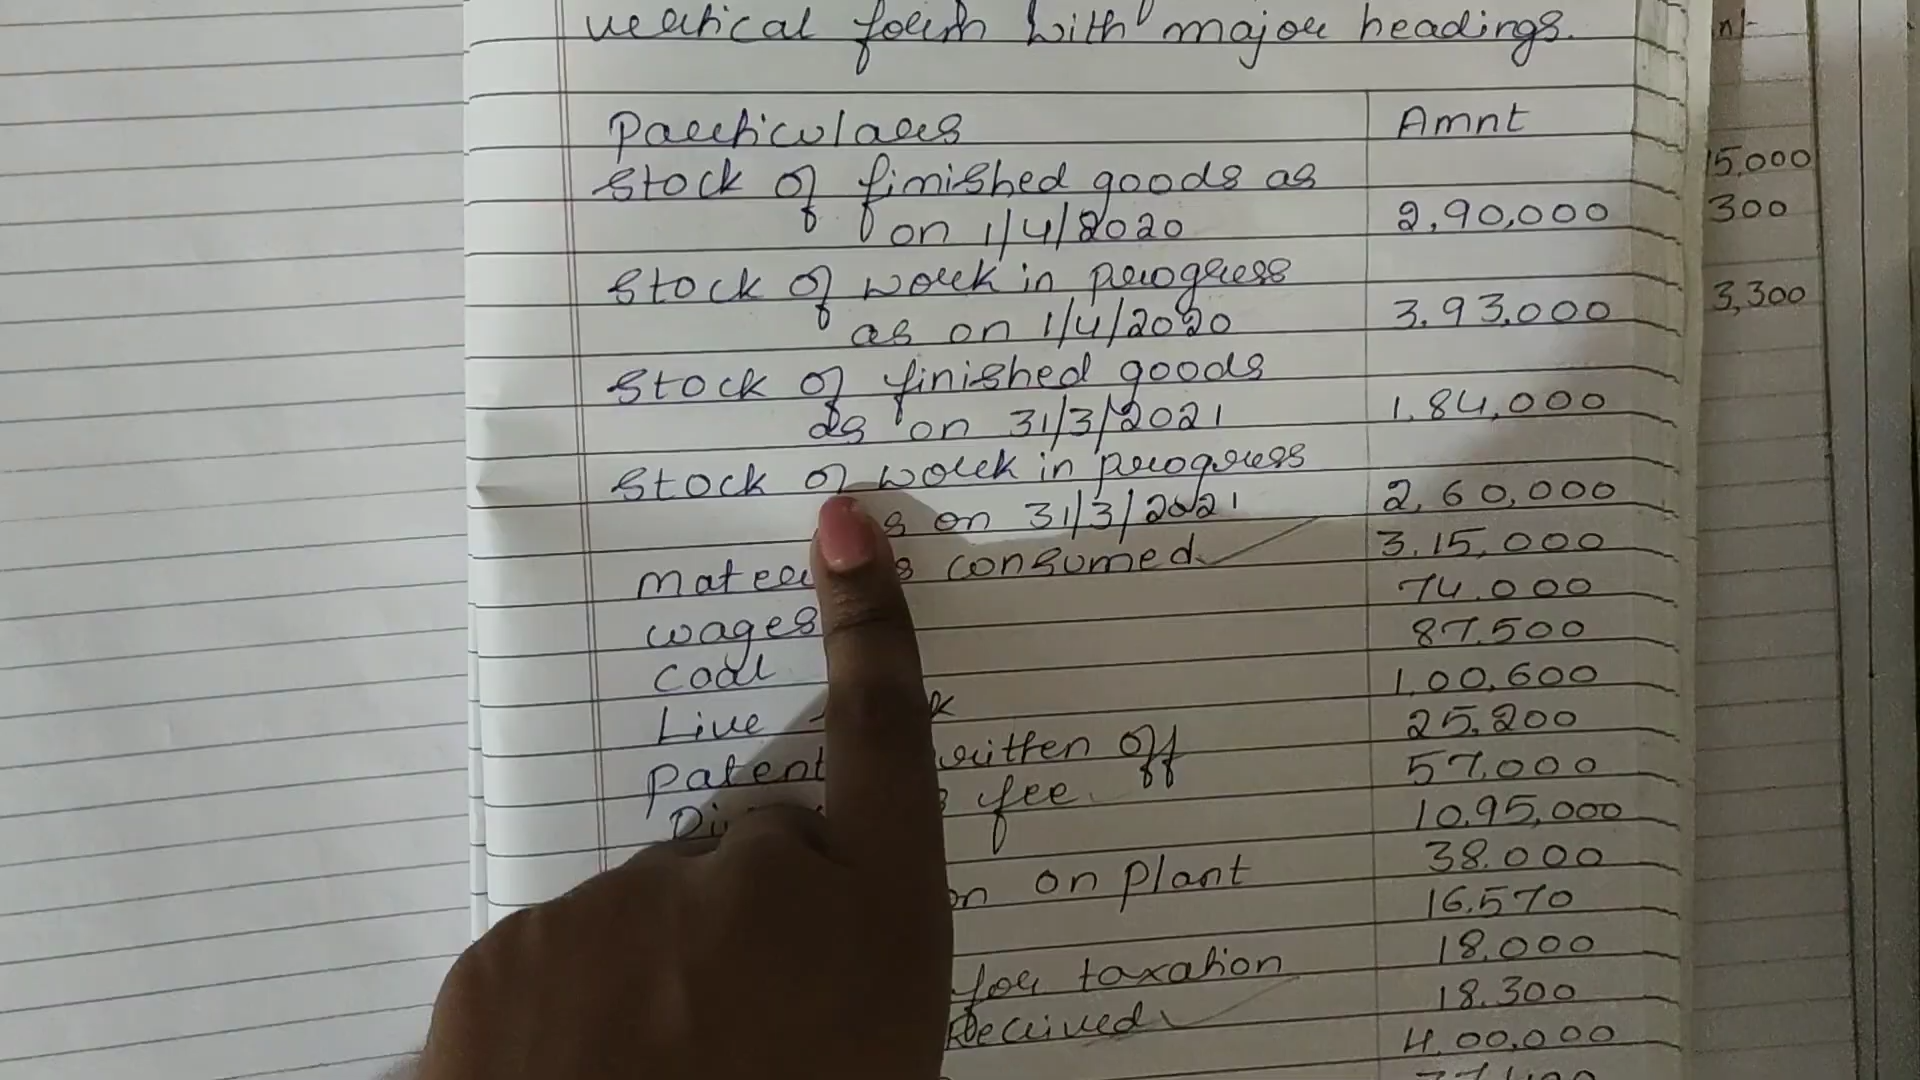 vertical form with major headings.
n/-
Particulars Amnt
Stock of finished goods as 15,000
on 1/4/2020 2,90,000 300
Stock of work in progress
as on 1/4/2020 3,93,000 3,300
Stock of finished goods
as on 31/3/2021 1,84,000
Stock of work in progress
on 31/3/2021 2,60,000
consumed 3,15,000
wages 74,000
Coal 87,500
Live 1,00,600
written off 25,200
fee. 57,000
10,95,000
on plant 38,000
16,570
for taxation 18,000
Received 18,300
4,00,000